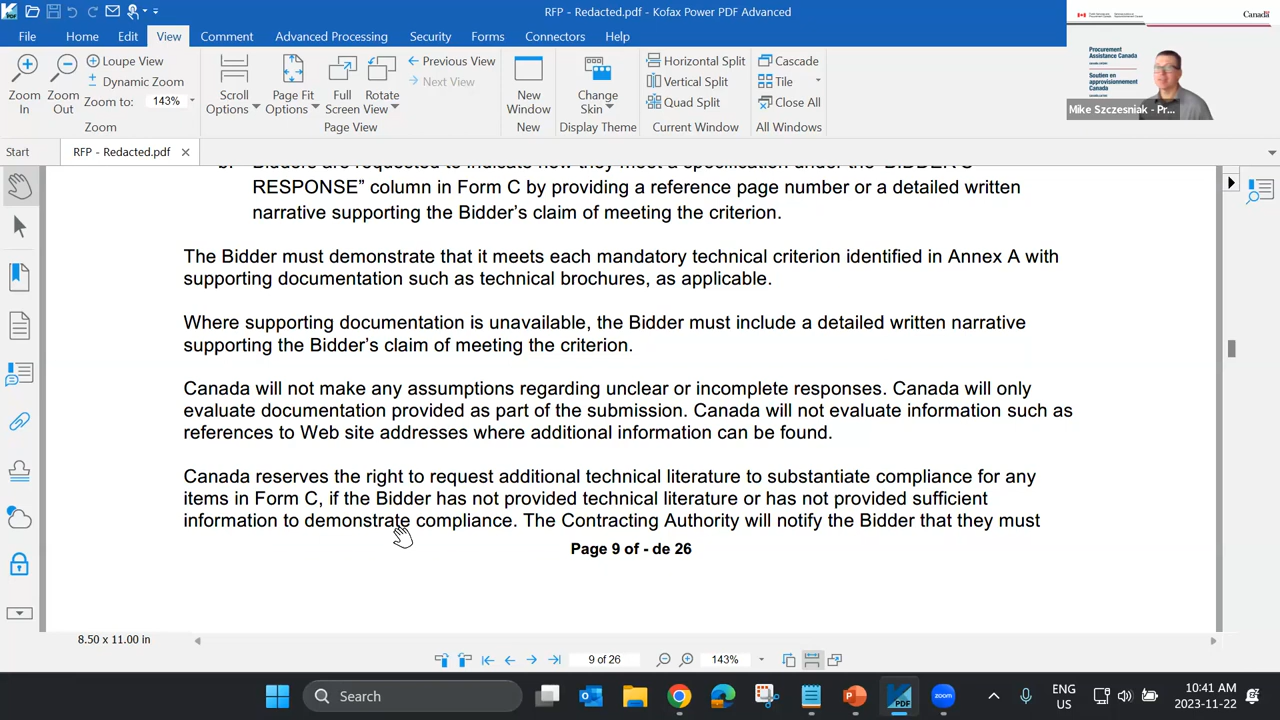 RFP - Redacted.pdf - Kofax Power PDF Advanced
File Home Edit View Comment Advanced Processing Security Forms Connectors Help
Zoom In
Zoom Out
Loupe View
Dynamic Zoom
Zoom to: 143%
Zoom
Scroll Options
Page Fit Options
Full Screen
Rotate View
Previous View
Next View
Page View
New Window
New
Change Skin
Display Theme
Horizontal Split
Vertical Split
Quad Split
Current Window
Cascade
Tile
Close All
All Windows
Procurement
Assistance Canada
Soutien en
approvisionnement
Canada
Canada
Mike Szczesniak - Pr...
Start RFP - Redacted.pdf
b. Bidders are requested to indicate how they meet a specification under the "BIDDER'S
RESPONSE” column in Form C by providing a reference page number or a detailed written
narrative supporting the Bidder’s claim of meeting the criterion.
The Bidder must demonstrate that it meets each mandatory technical criterion identified in Annex A with
supporting documentation such as technical brochures, as applicable.
Where supporting documentation is unavailable, the Bidder must include a detailed written narrative
supporting the Bidder’s claim of meeting the criterion.
Canada will not make any assumptions regarding unclear or incomplete responses. Canada will only
evaluate documentation provided as part of the submission. Canada will not evaluate information such as
references to Web site addresses where additional information can be found.
Canada reserves the right to request additional technical literature to substantiate compliance for any
items in Form C, if the Bidder has not provided technical literature or has not provided sufficient
information to demonstrate compliance. The Contracting Authority will notify the Bidder that they must
Page 9 of - de 26
8.50 x 11.00 in
9 of 26
143%
Search
PDF
zoom
ENG
US
10:41 AM
2023-11-22